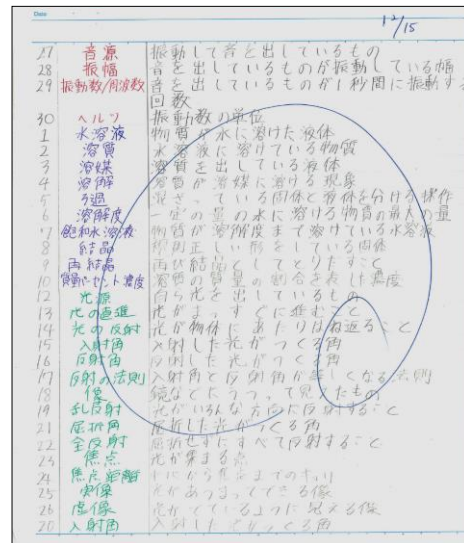 Date
12/15
27 音源 振動して音を出しているもの
28 振幅 音を出しているものが振動している幅
29 振動数/周波数 音を出しているものが1秒間に振動する
回数
30 ヘルツ 振動数の単位
1 水溶液 物質が水に溶けた液体
2 溶質 水溶液に溶けている物質
3 溶媒 溶質を出している液体
4 溶解 溶質が溶媒に溶ける現象
5 ろ過 混ざっている固体と液体を分ける操作
6 溶解度 一定の量の水に溶ける物質の最大の量
7 飽和水溶液 物質が溶解度まで溶けている水溶液
8 結晶 規則正しい形をしている固体
9 再結晶 再び結晶としてとりだすこと
10 質量パーセント濃度 溶質の質量の割合を表した濃度
12 光源 自ら光を出しているもの
13 光の直進 光がまっすぐに進むこと
14 光の反射 光が物体にあたりはね返ること
15 入射角 入射した光がつくる角
16 反射角 反射した光がつくる角
17 反射の法則 入射角と反射角が等しくなる法則
18 像 鏡などにうつって見えたもの
19 乱反射 光がいろんな方向に反射すること
21 屈折角 屈折した光がつくる角
22 全反射 屈折せずにすべて反射すること
23 焦点 光が集まる点
24 焦点距離 から焦点までのきょり
25 実像 光があつまってできる像
26 虚像 光がでているように見える像
20 入射角 入射した光がつくる角